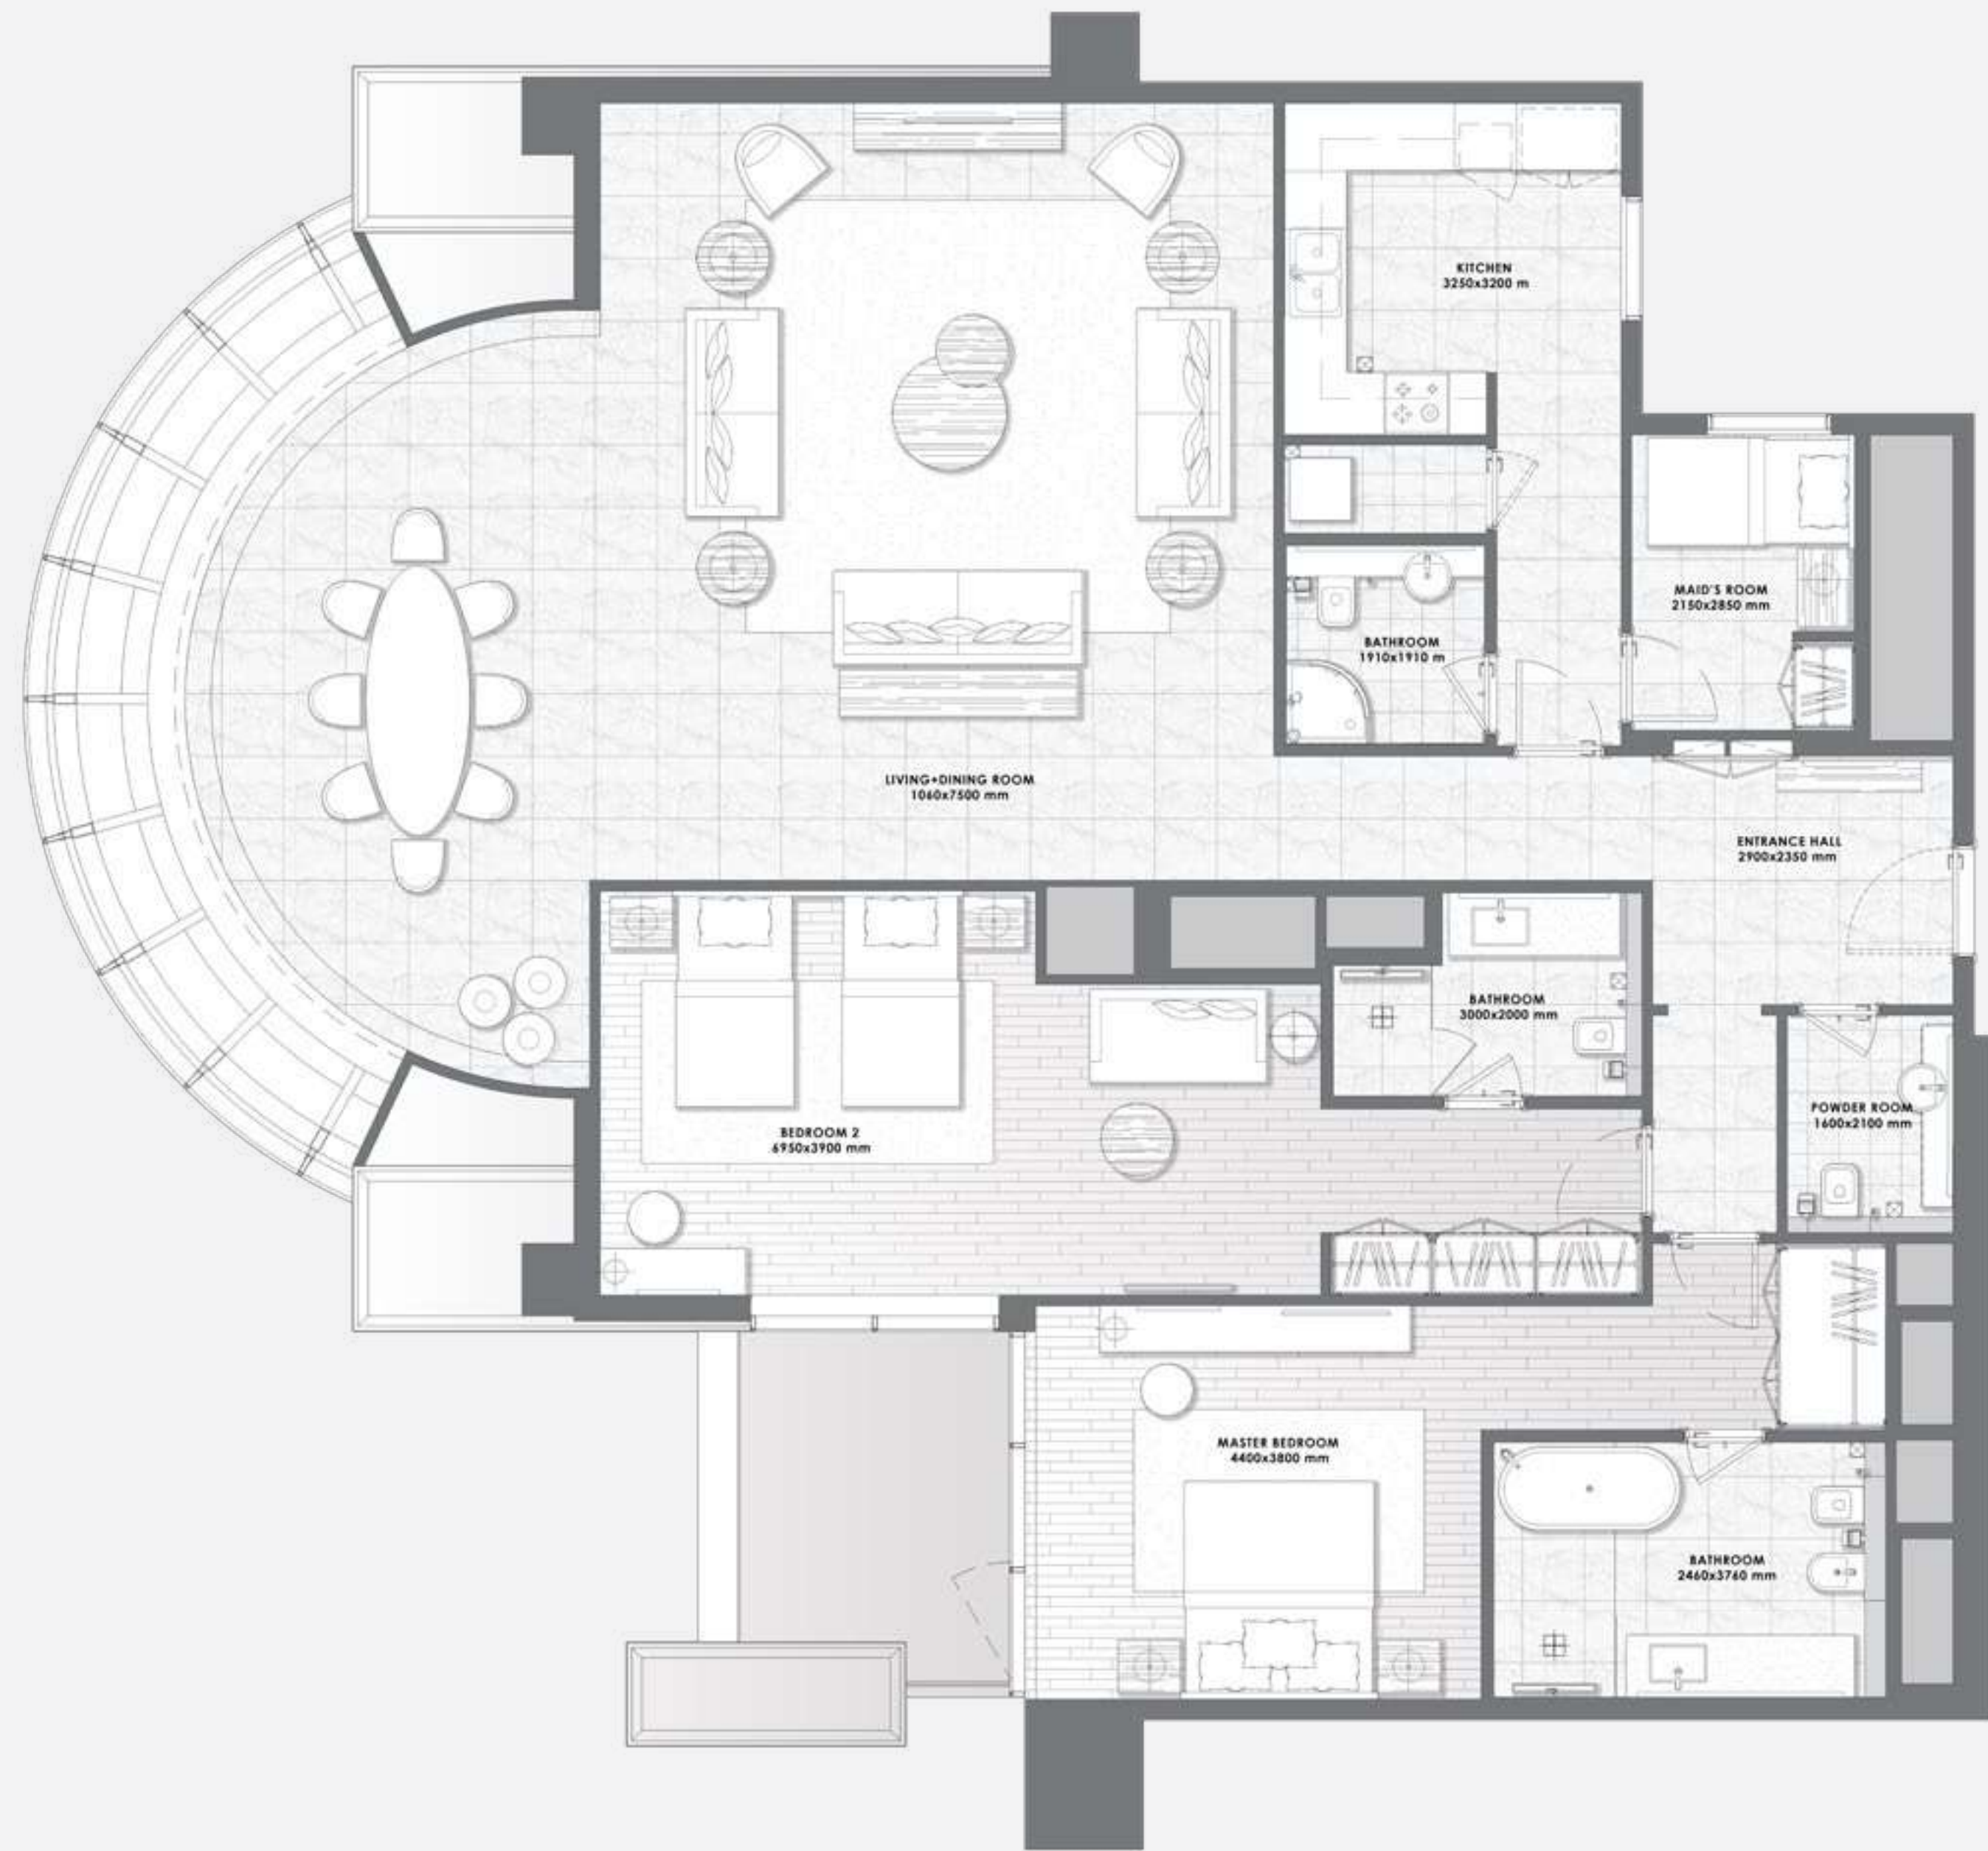 KITCHEN
3250x3200 m
MAID'S ROOM
2150x2850 mm
BATHROOM
1910x1910 m
LIVING+DINING ROOM
1060x7500 mm
ENTRANCE HALL
2900x2350 mm
BATHROOM
3000x2000 mm
POWDER ROOM
1600x2100 mm
BEDROOM 2
6950x3900 mm
MASTER BEDROOM
4400x3800 mm
BATHROOM
2460x3760 mm